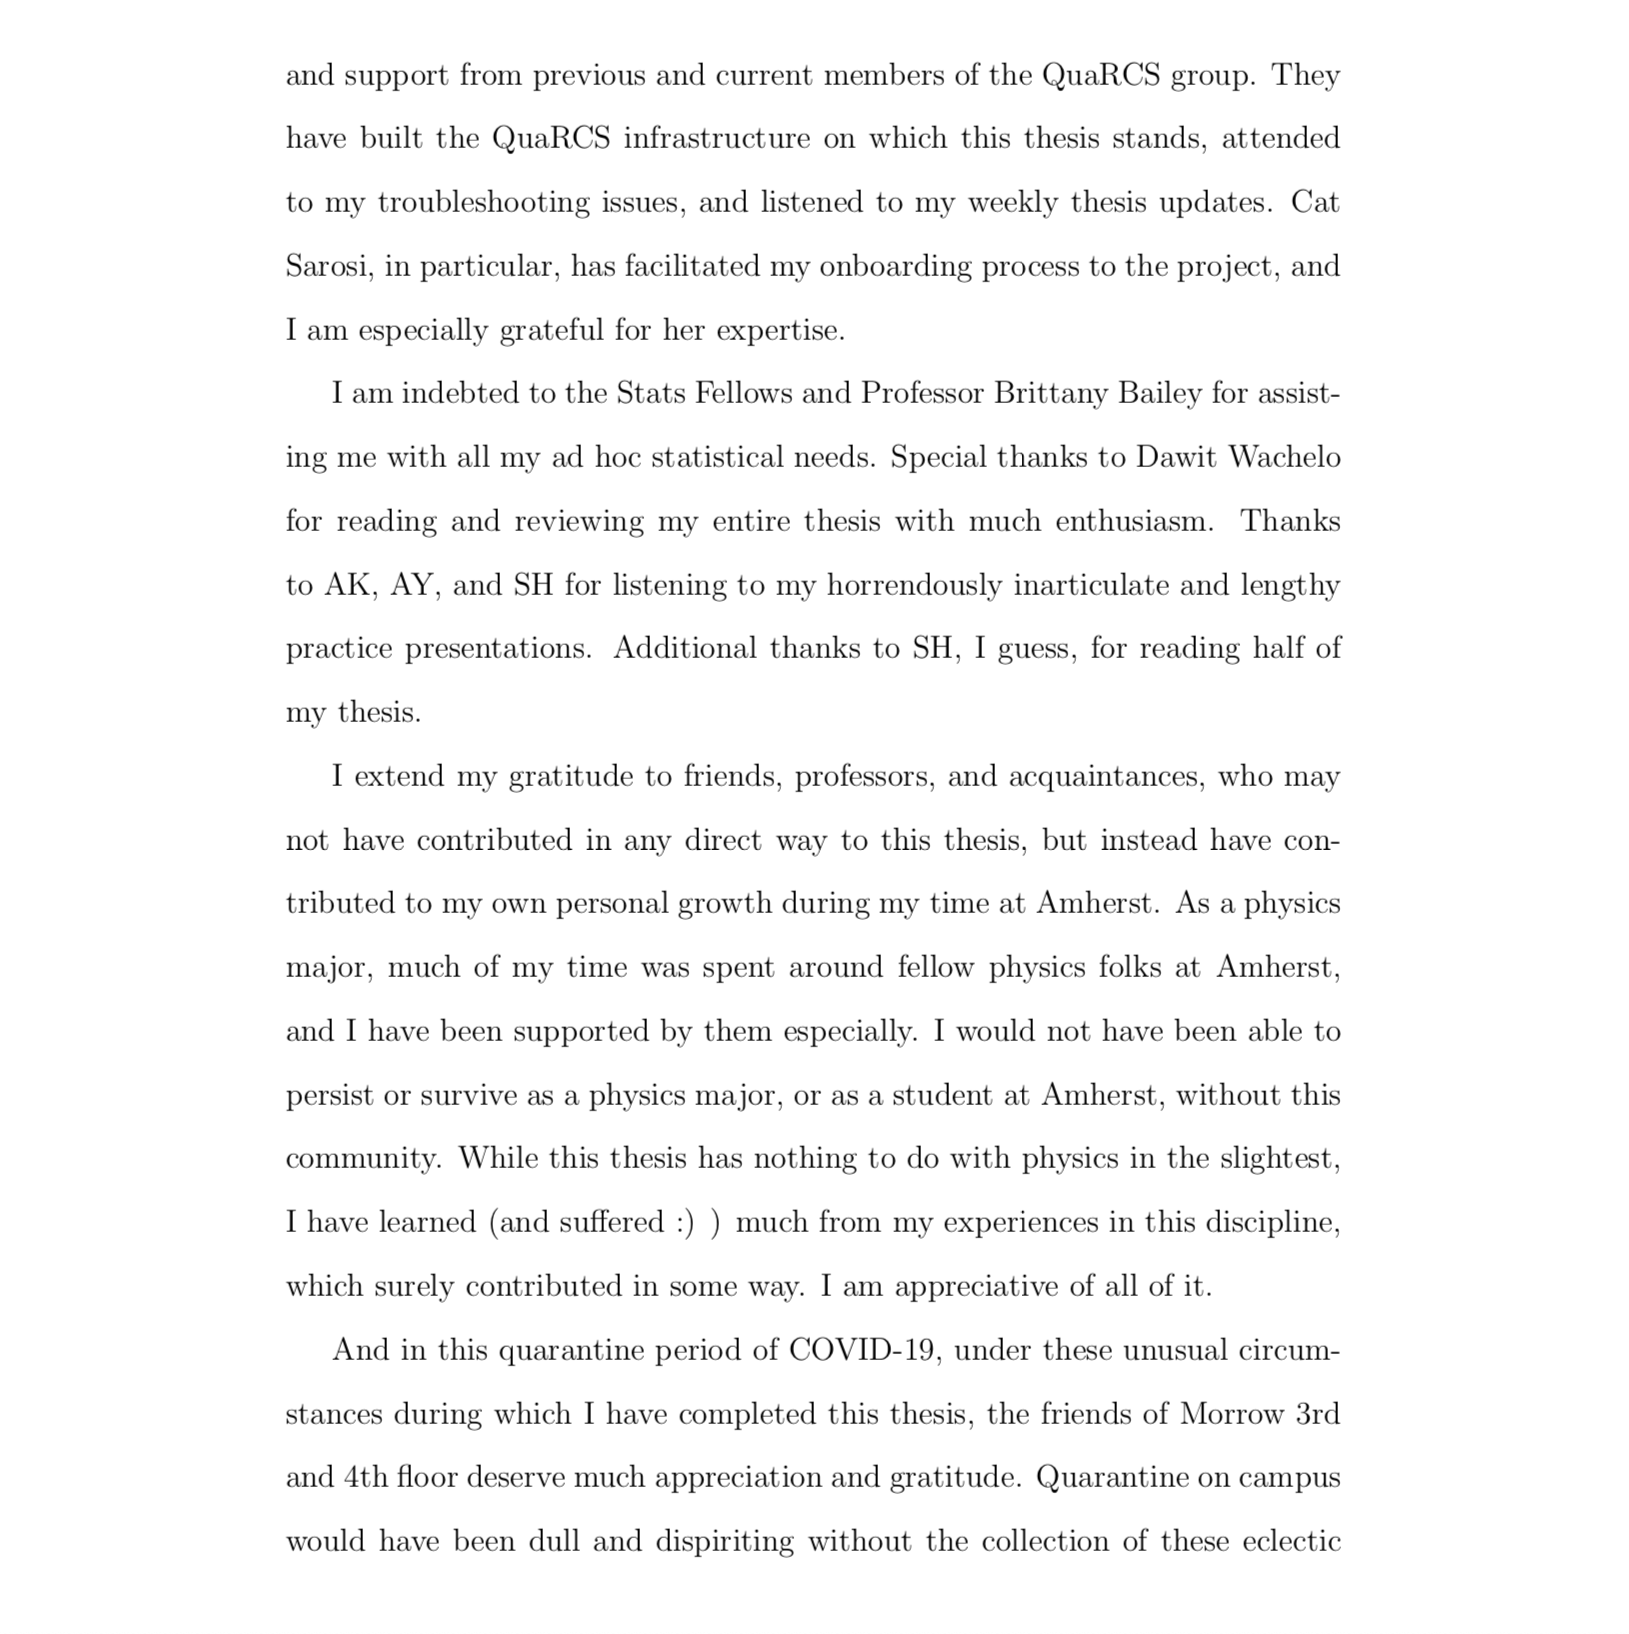 and support from previous and current members of the QuaRCS group. They
have built the QuaRCS infrastructure on which this thesis stands, attended
to my troubleshooting issues, and listened to my weekly thesis updates. Cat
Sarosi, in particular, has facilitated my onboarding process to the project, and
I am especially grateful for her expertise.
I am indebted to the Stats Fellows and Professor Brittany Bailey for assist-
ing me with all my ad hoc statistical needs. Special thanks to Dawit Wachelo
for reading and reviewing my entire thesis with much enthusiasm. Thanks
to AK, AY, and SH for listening to my horrendously inarticulate and lengthy
practice presentations. Additional thanks to SH, I guess, for reading half of
my thesis.
I extend my gratitude to friends, professors, and acquaintances, who may
not have contributed in any direct way to this thesis, but instead have con-
tributed to my own personal growth during my time at Amherst. As a physics
major, much of my time was spent around fellow physics folks at Amherst,
and I have been supported by them especially. I would not have been able to
persist or survive as a physics major, or as a student at Amherst, without this
community. While this thesis has nothing to do with physics in the slightest,
I have learned (and suffered :) ) much from my experiences in this discipline,
which surely contributed in some way. I am appreciative of all of it.
And in this quarantine period of COVID-19, under these unusual circum-
stances during which I have completed this thesis, the friends of Morrow 3rd
and 4th floor deserve much appreciation and gratitude. Quarantine on campus
would have been dull and dispiriting without the collection of these eclectic